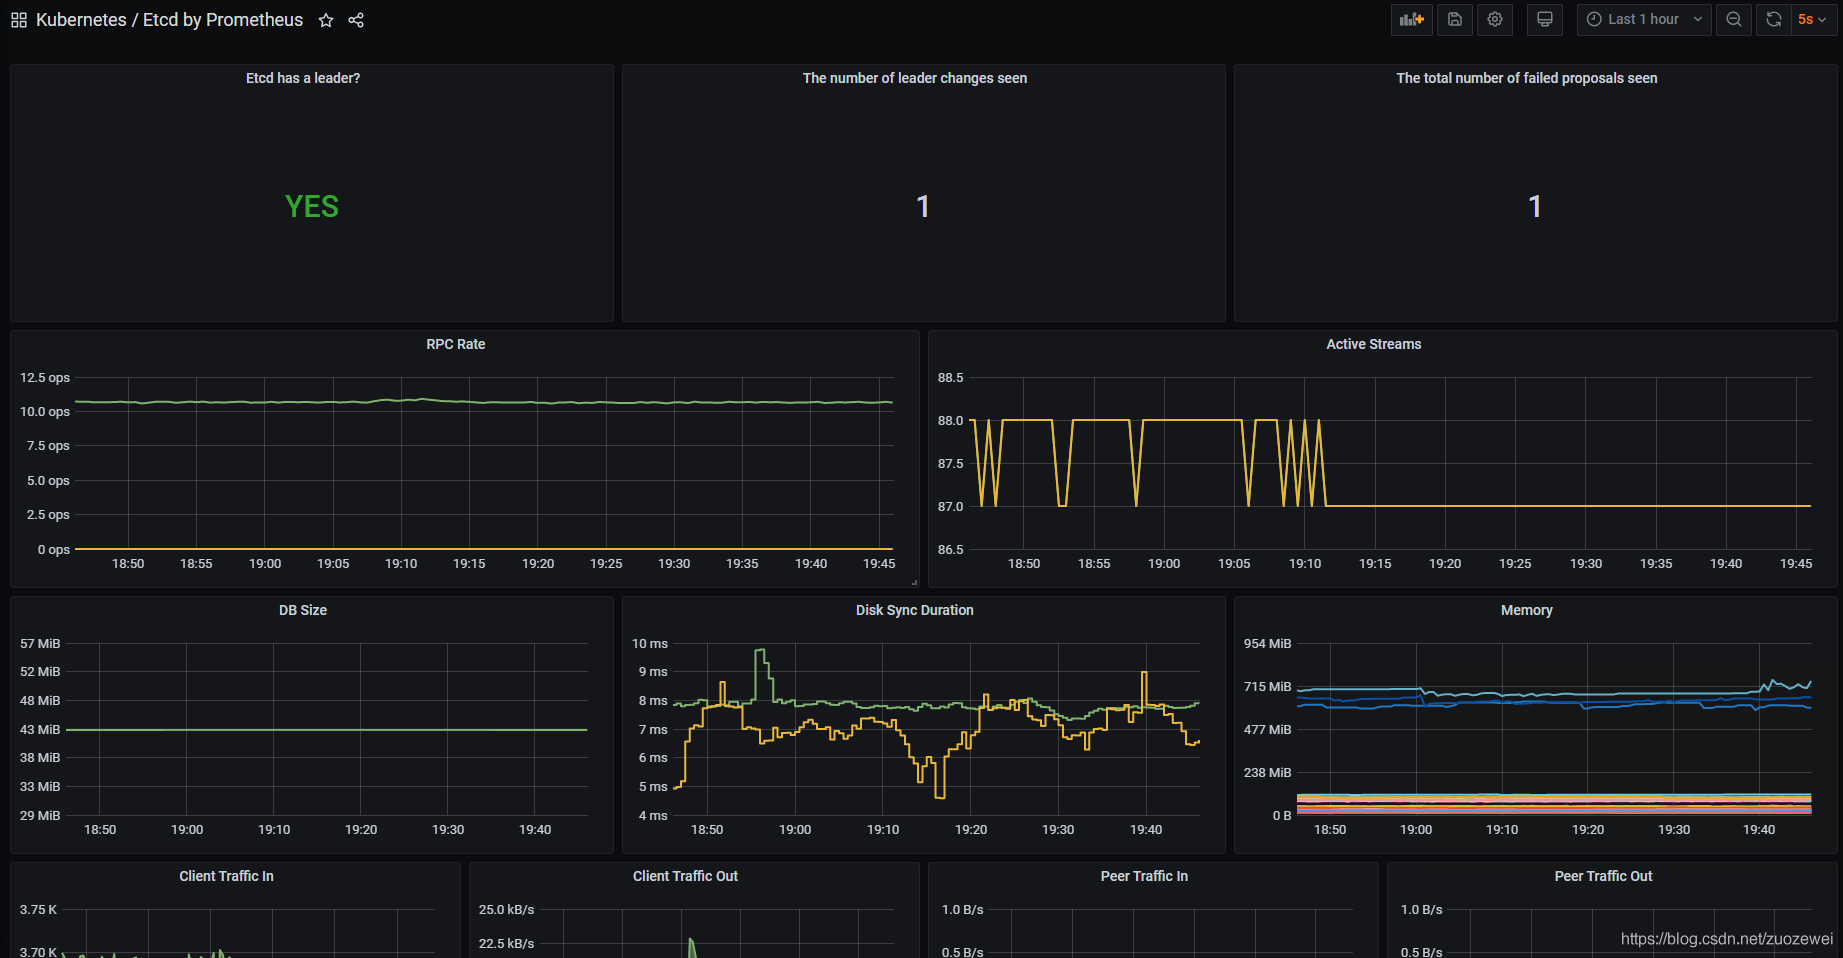 Kubernetes / Etcd by Prometheus
Last 1 hour
5s
Etcd has a leader?
YES
The number of leader changes seen
1
The total number of failed proposals seen
1
RPC Rate
12.5 ops
10.0 ops
7.5 ops
5.0 ops
2.5 ops
0 ops
18:50 18:55 19:00 19:05 19:10 19:15 19:20 19:25 19:30 19:35 19:40 19:45
Active Streams
88.5
88.0
87.5
87.0
86.5
18:50 18:55 19:00 19:05 19:10 19:15 19:20 19:25 19:30 19:35 19:40 19:45
DB Size
57 MiB
52 MiB
48 MiB
43 MiB
38 MiB
33 MiB
29 MiB
18:50 19:00 19:10 19:20 19:30 19:40
Disk Sync Duration
10 ms
9 ms
8 ms
7 ms
6 ms
5 ms
4 ms
18:50 19:00 19:10 19:20 19:30 19:40
Memory
954 MiB
715 MiB
477 MiB
238 MiB
0 B
18:50 19:00 19:10 19:20 19:30 19:40
Client Traffic In
3.75 K
3.70 K
Client Traffic Out
25.0 kB/s
22.5 kB/s
Peer Traffic In
1.0 B/s
0.5 B/s
Peer Traffic Out
1.0 B/s
0.5 B/s
https://blog.csdn.net/zuozewei